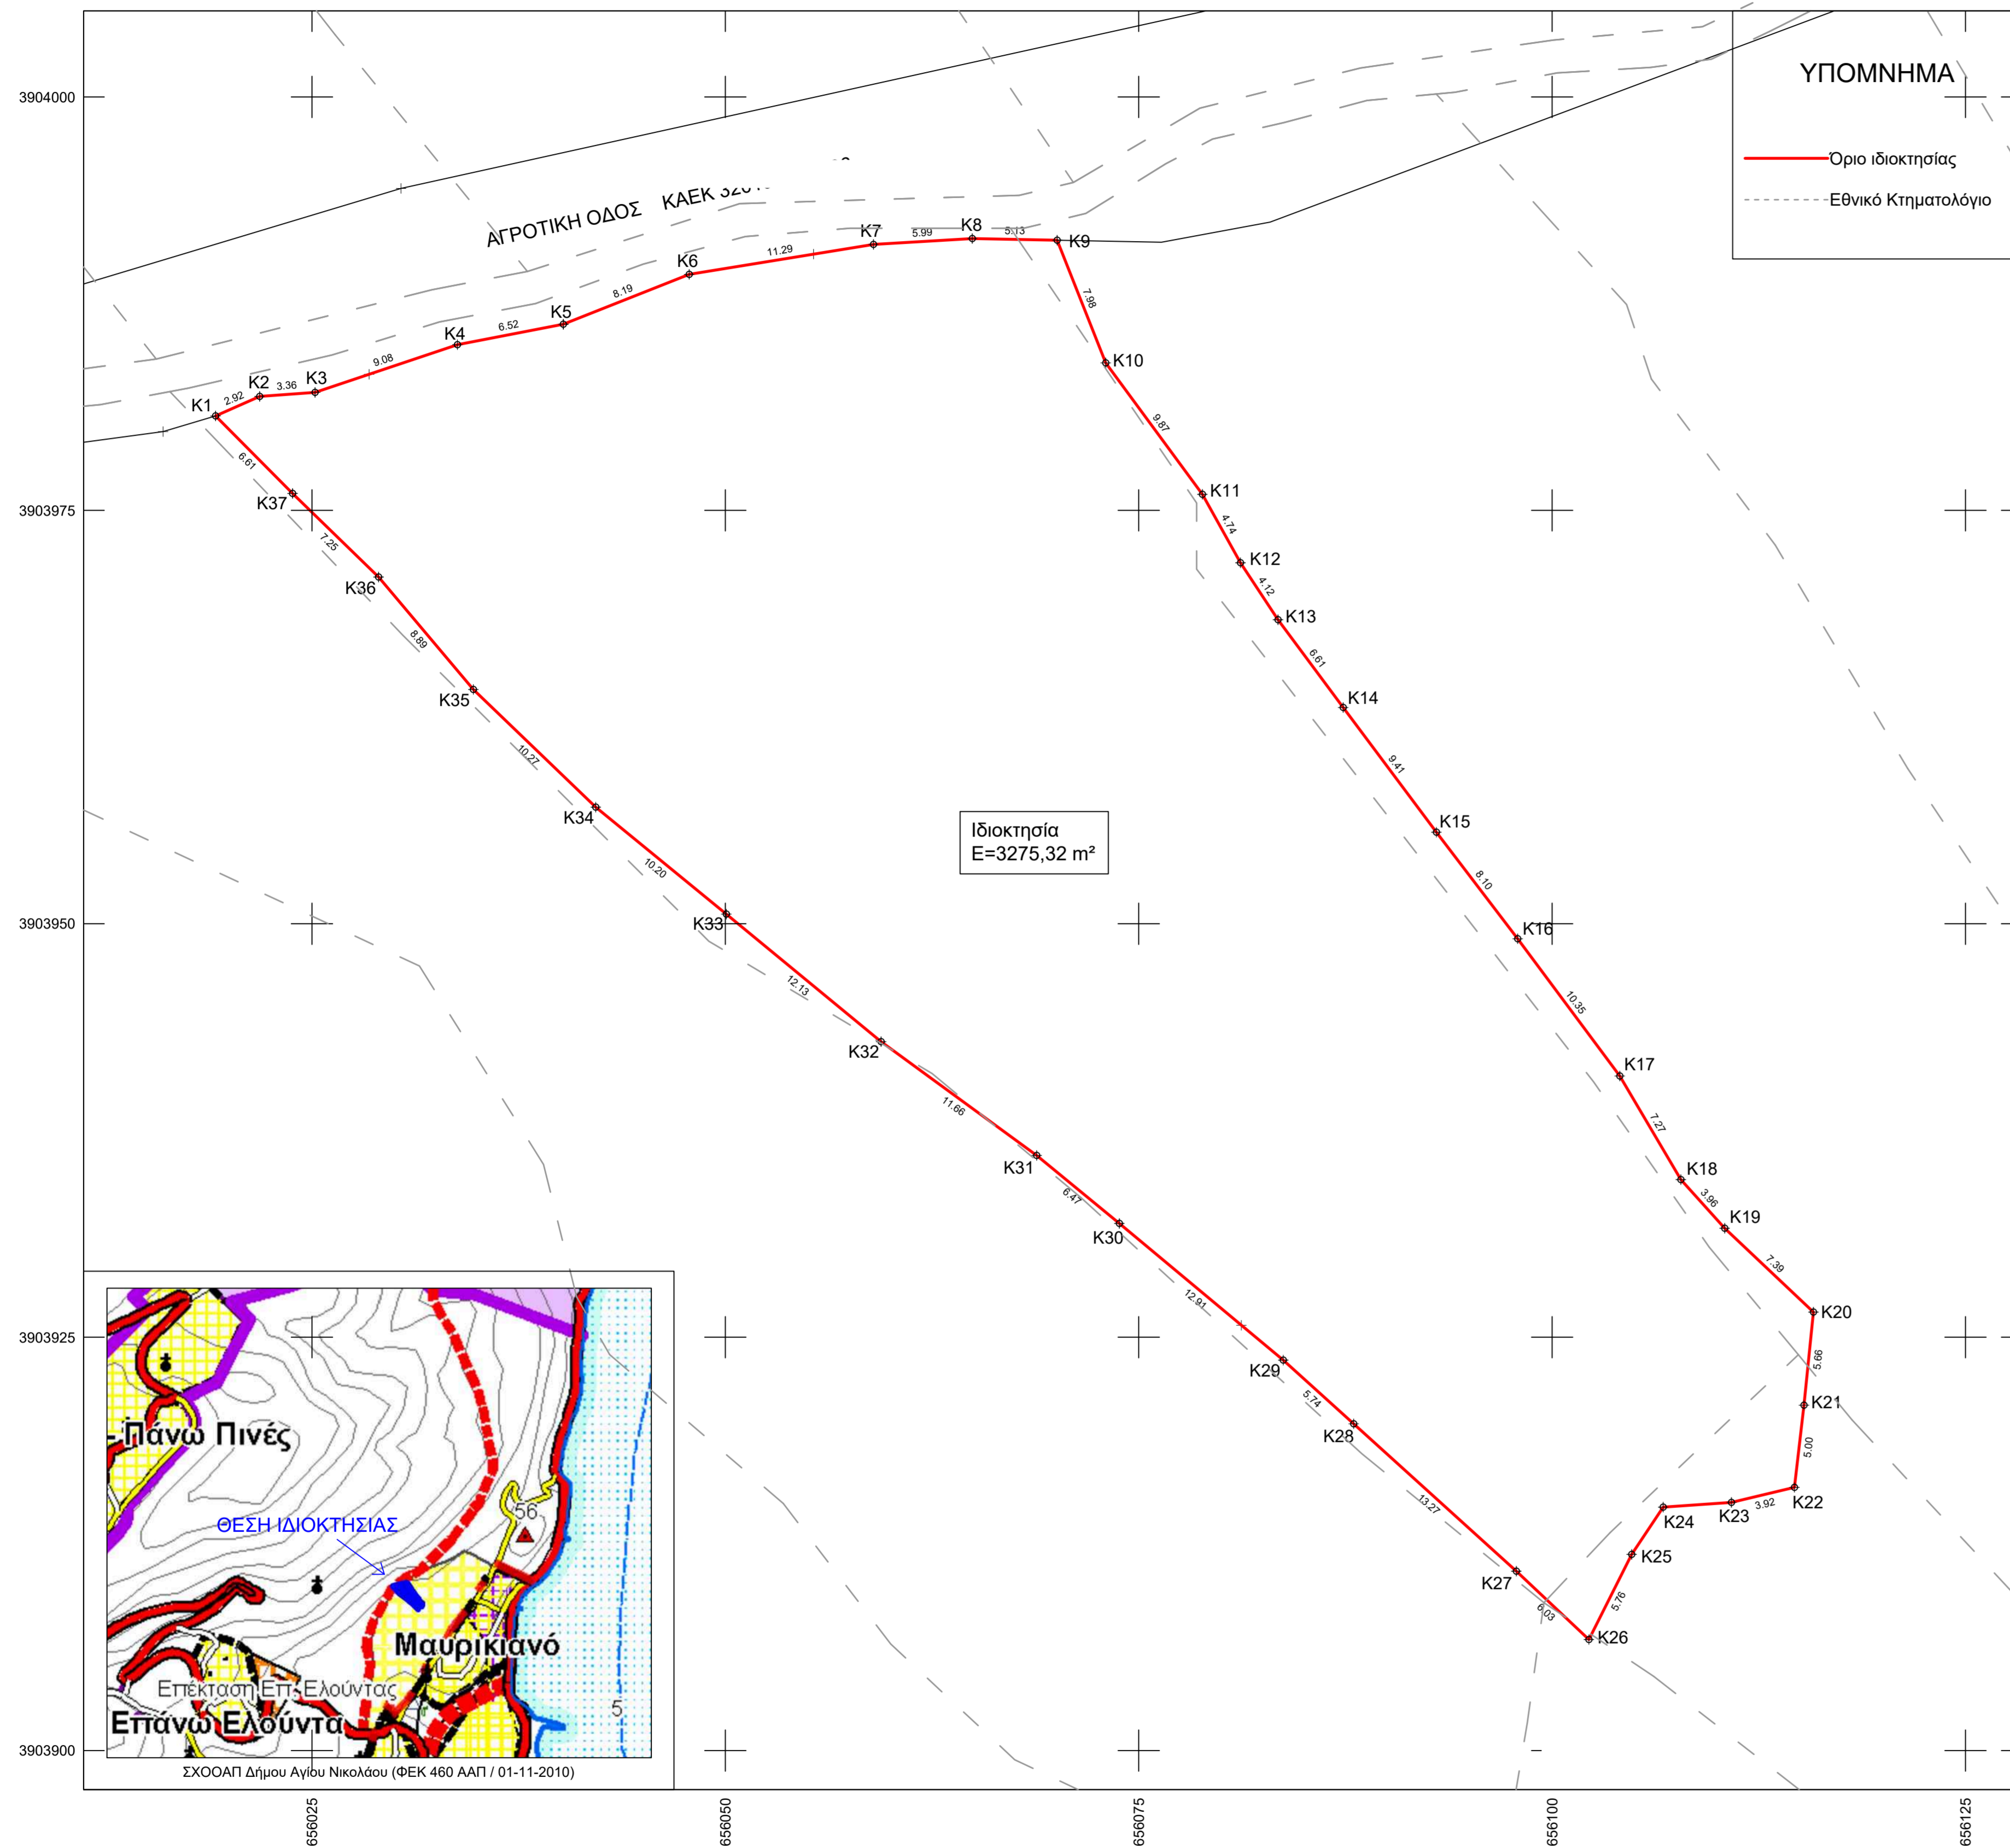 ΥΠΟΜΝΗΜΑ
Όριο ιδιοκτησίας
Εθνικό Κτηματολόγιο
3904000
3903975
3903950
3903925
3903900
656025
656050
656075
656100
656125
ΑΓΡΟΤΙΚΗ ΟΔΟΣ ΚΑΕΚ
K1
2.92
K2
3.36
K3
9.08
K4
6.52
K5
8.19
K6
11.29
K7
5.99
K8
5.13
K9
7.98
K10
9.87
K11
4.74
K12
4.12
K13
6.61
K14
9.41
K15
8.10
K16
10.35
K17
7.27
K18
3.96
K19
7.39
K20
5.66
K21
5.00
K22
3.92
K23
K24
K25
5.76
K26
6.03
K27
13.27
K28
5.74
K29
12.91
K30
6.47
K31
11.66
K32
12.13
K33
10.20
K34
10.27
K35
8.89
K36
7.25
K37
6.61
Ιδιοκτησία
Ε=3275,32 m²
Πάνω Πινές
56
ΘΕΣΗ ΙΔΙΟΚΤΗΣΙΑΣ
Μαυρικιανό
Επέκταση Επ. Ελούντας
Επάνω Ελούντα
5
ΣΧΟΟΑΠ Δήμου Αγίου Νικολάου (ΦΕΚ 460 ΑΑΠ / 01-11-2010)